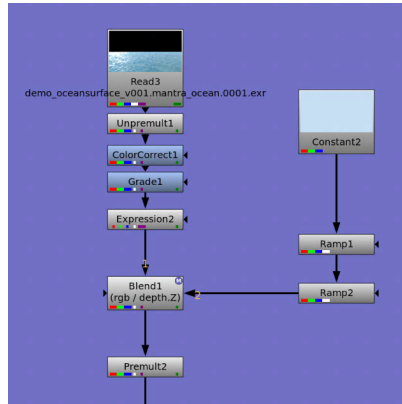 Read3
demo_oceansurface_v001.mantra_ocean.0001.exr
Unpremult1
Constant2
ColorCorrect1
Grade1
Expression2
Ramp1
1
Blend1
(rgb / depth.Z)
2
Ramp2
Premult2